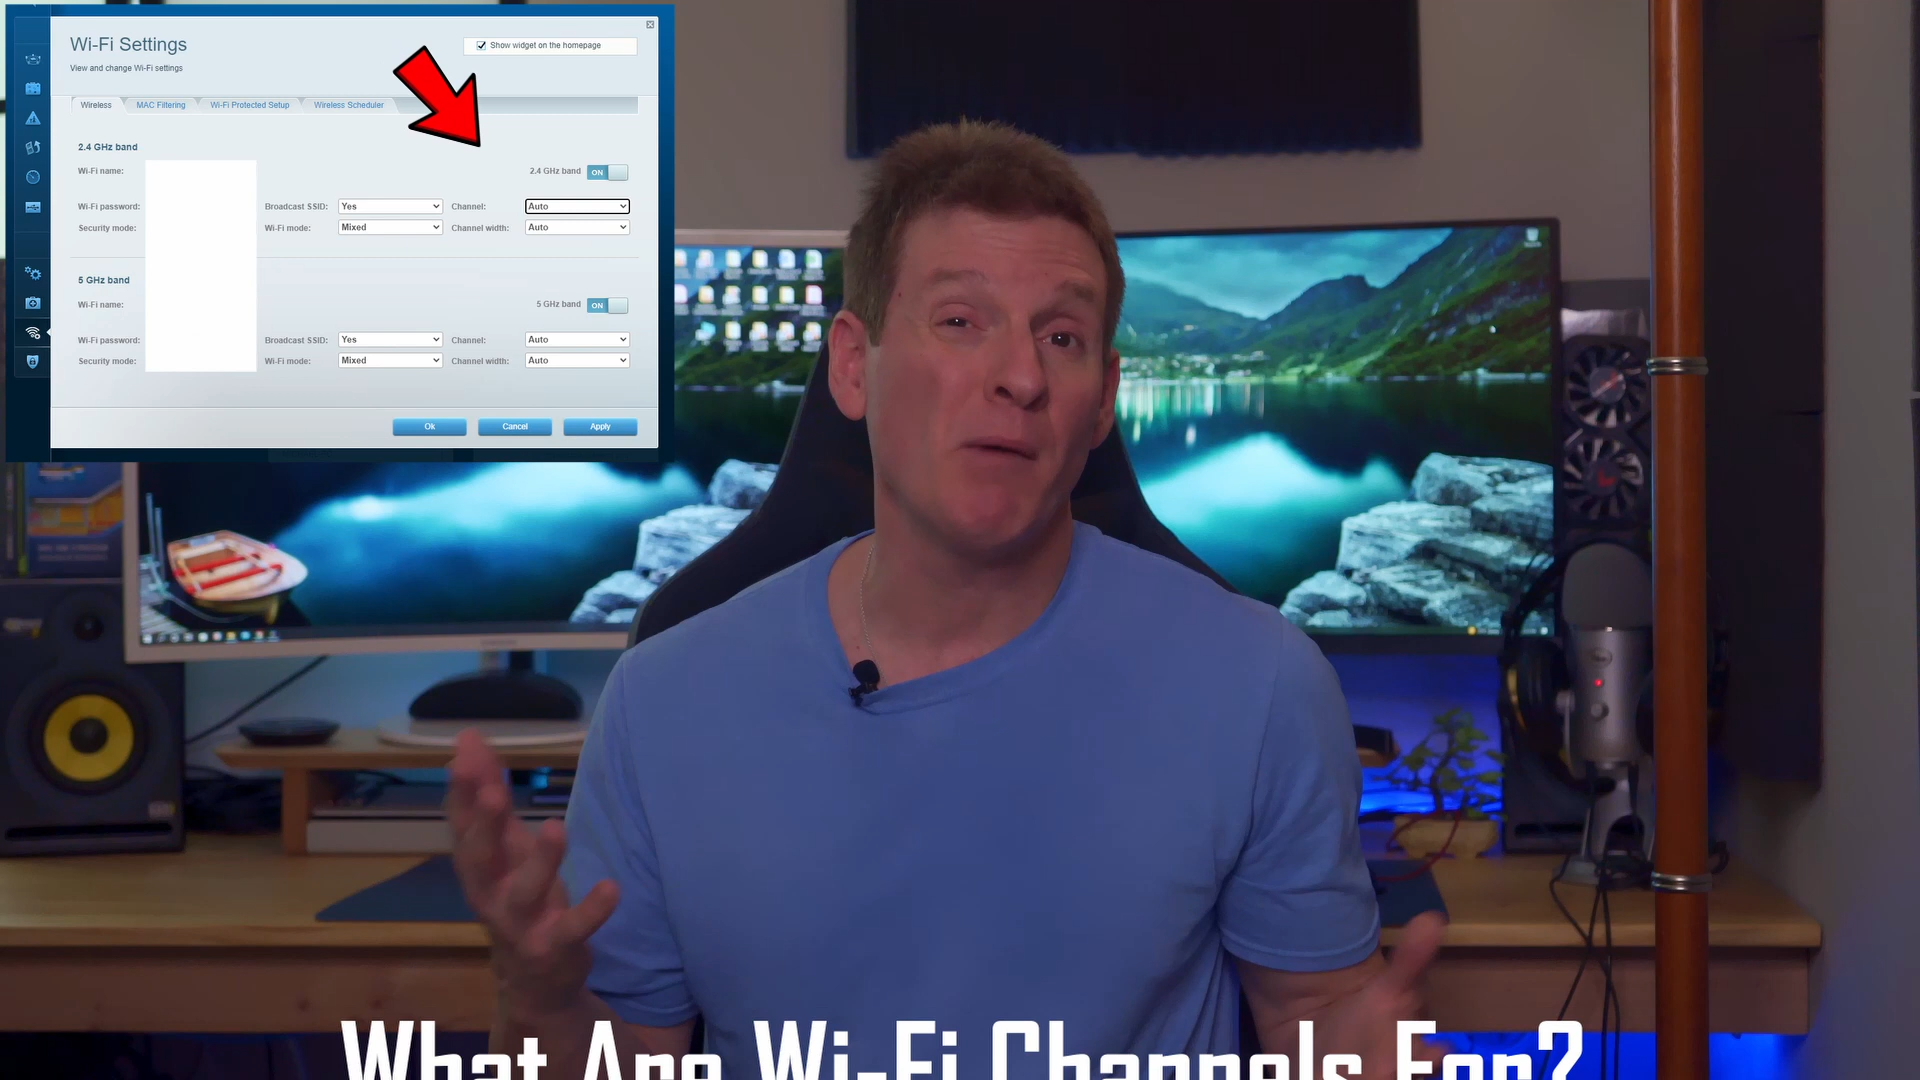 Wi-Fi Settings
Show widget on the homepage
View and change Wi-Fi settings
Wireless MAC Filtering Wi-Fi Protected Setup Wireless Scheduler
2.4 GHz band
Wi-Fi name: 2.4 GHz band ON
Wi-Fi password: Broadcast SSID: Yes Channel: Auto
Security mode: Wi-Fi mode: Mixed Channel width: Auto
5 GHz band
Wi-Fi name: 5 GHz band ON
Wi-Fi password: Broadcast SSID: Yes Channel: Auto
Security mode: Wi-Fi mode: Mixed Channel width: Auto
Ok Cancel Apply
What Are Wi-Fi Channels For?